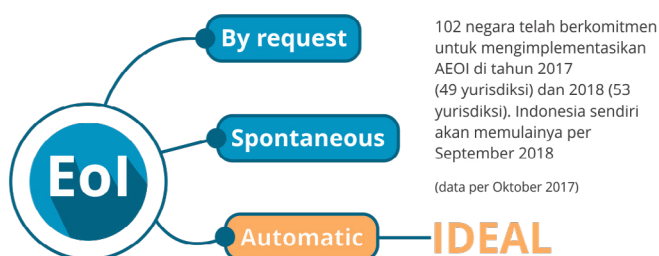 By request
102 negara telah berkomitmen
untuk mengimplementasikan
AEOI di tahun 2017
(49 yurisdiksi) dan 2018 (53
yurisdiksi). Indonesia sendiri
akan memulainya per
September 2018
(data per Oktober 2017)
EoI
Spontaneous
Automatic
IDEAL